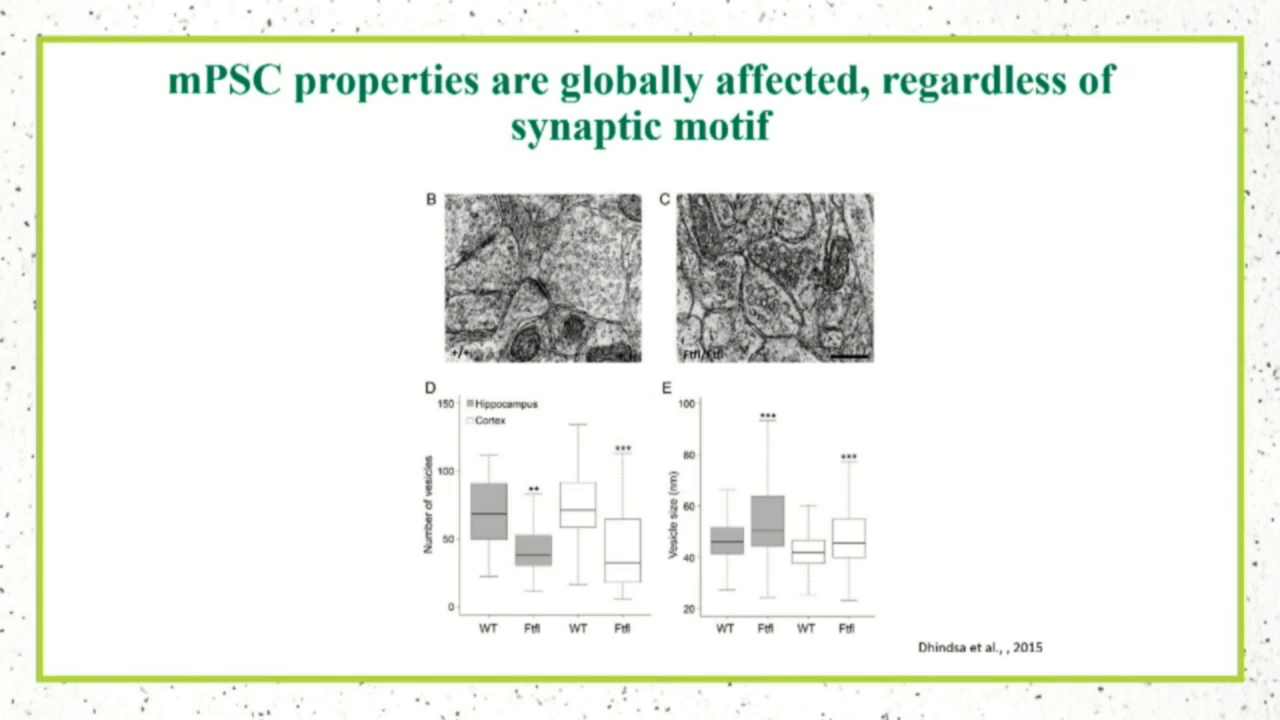 mPSC properties are globally affected, regardless of
synaptic motif
B
C
+/+
Ftfl/Ftfl
D
E
150
100
50
0
Number of vesicles
Hippocampus
Cortex
**
***
WT
Ftfl
WT
Ftfl
100
80
60
40
20
Vesicle size (nm)
***
***
WT
Ftfl
WT
Ftfl
Dhindsa et al., , 2015